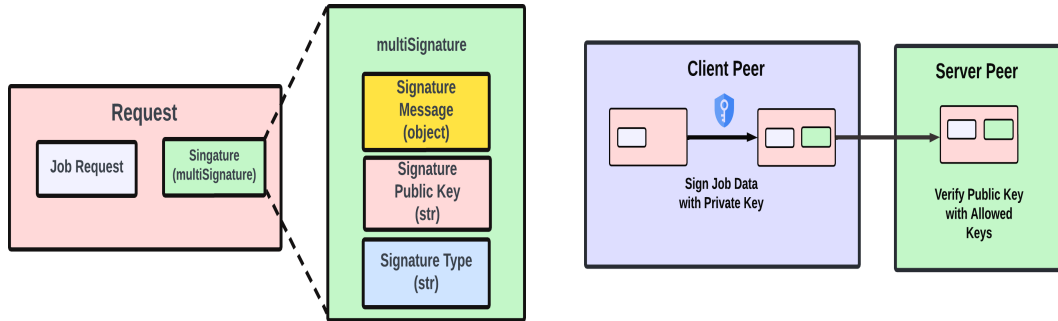 Request
Job Request
Singature
(multiSignature)
multiSignature
Signature
Message
(object)
Signature
Public Key
(str)
Signature Type
(str)
Client Peer
Sign Job Data
with Private Key
Server Peer
Verify Public Key
with Allowed
Keys